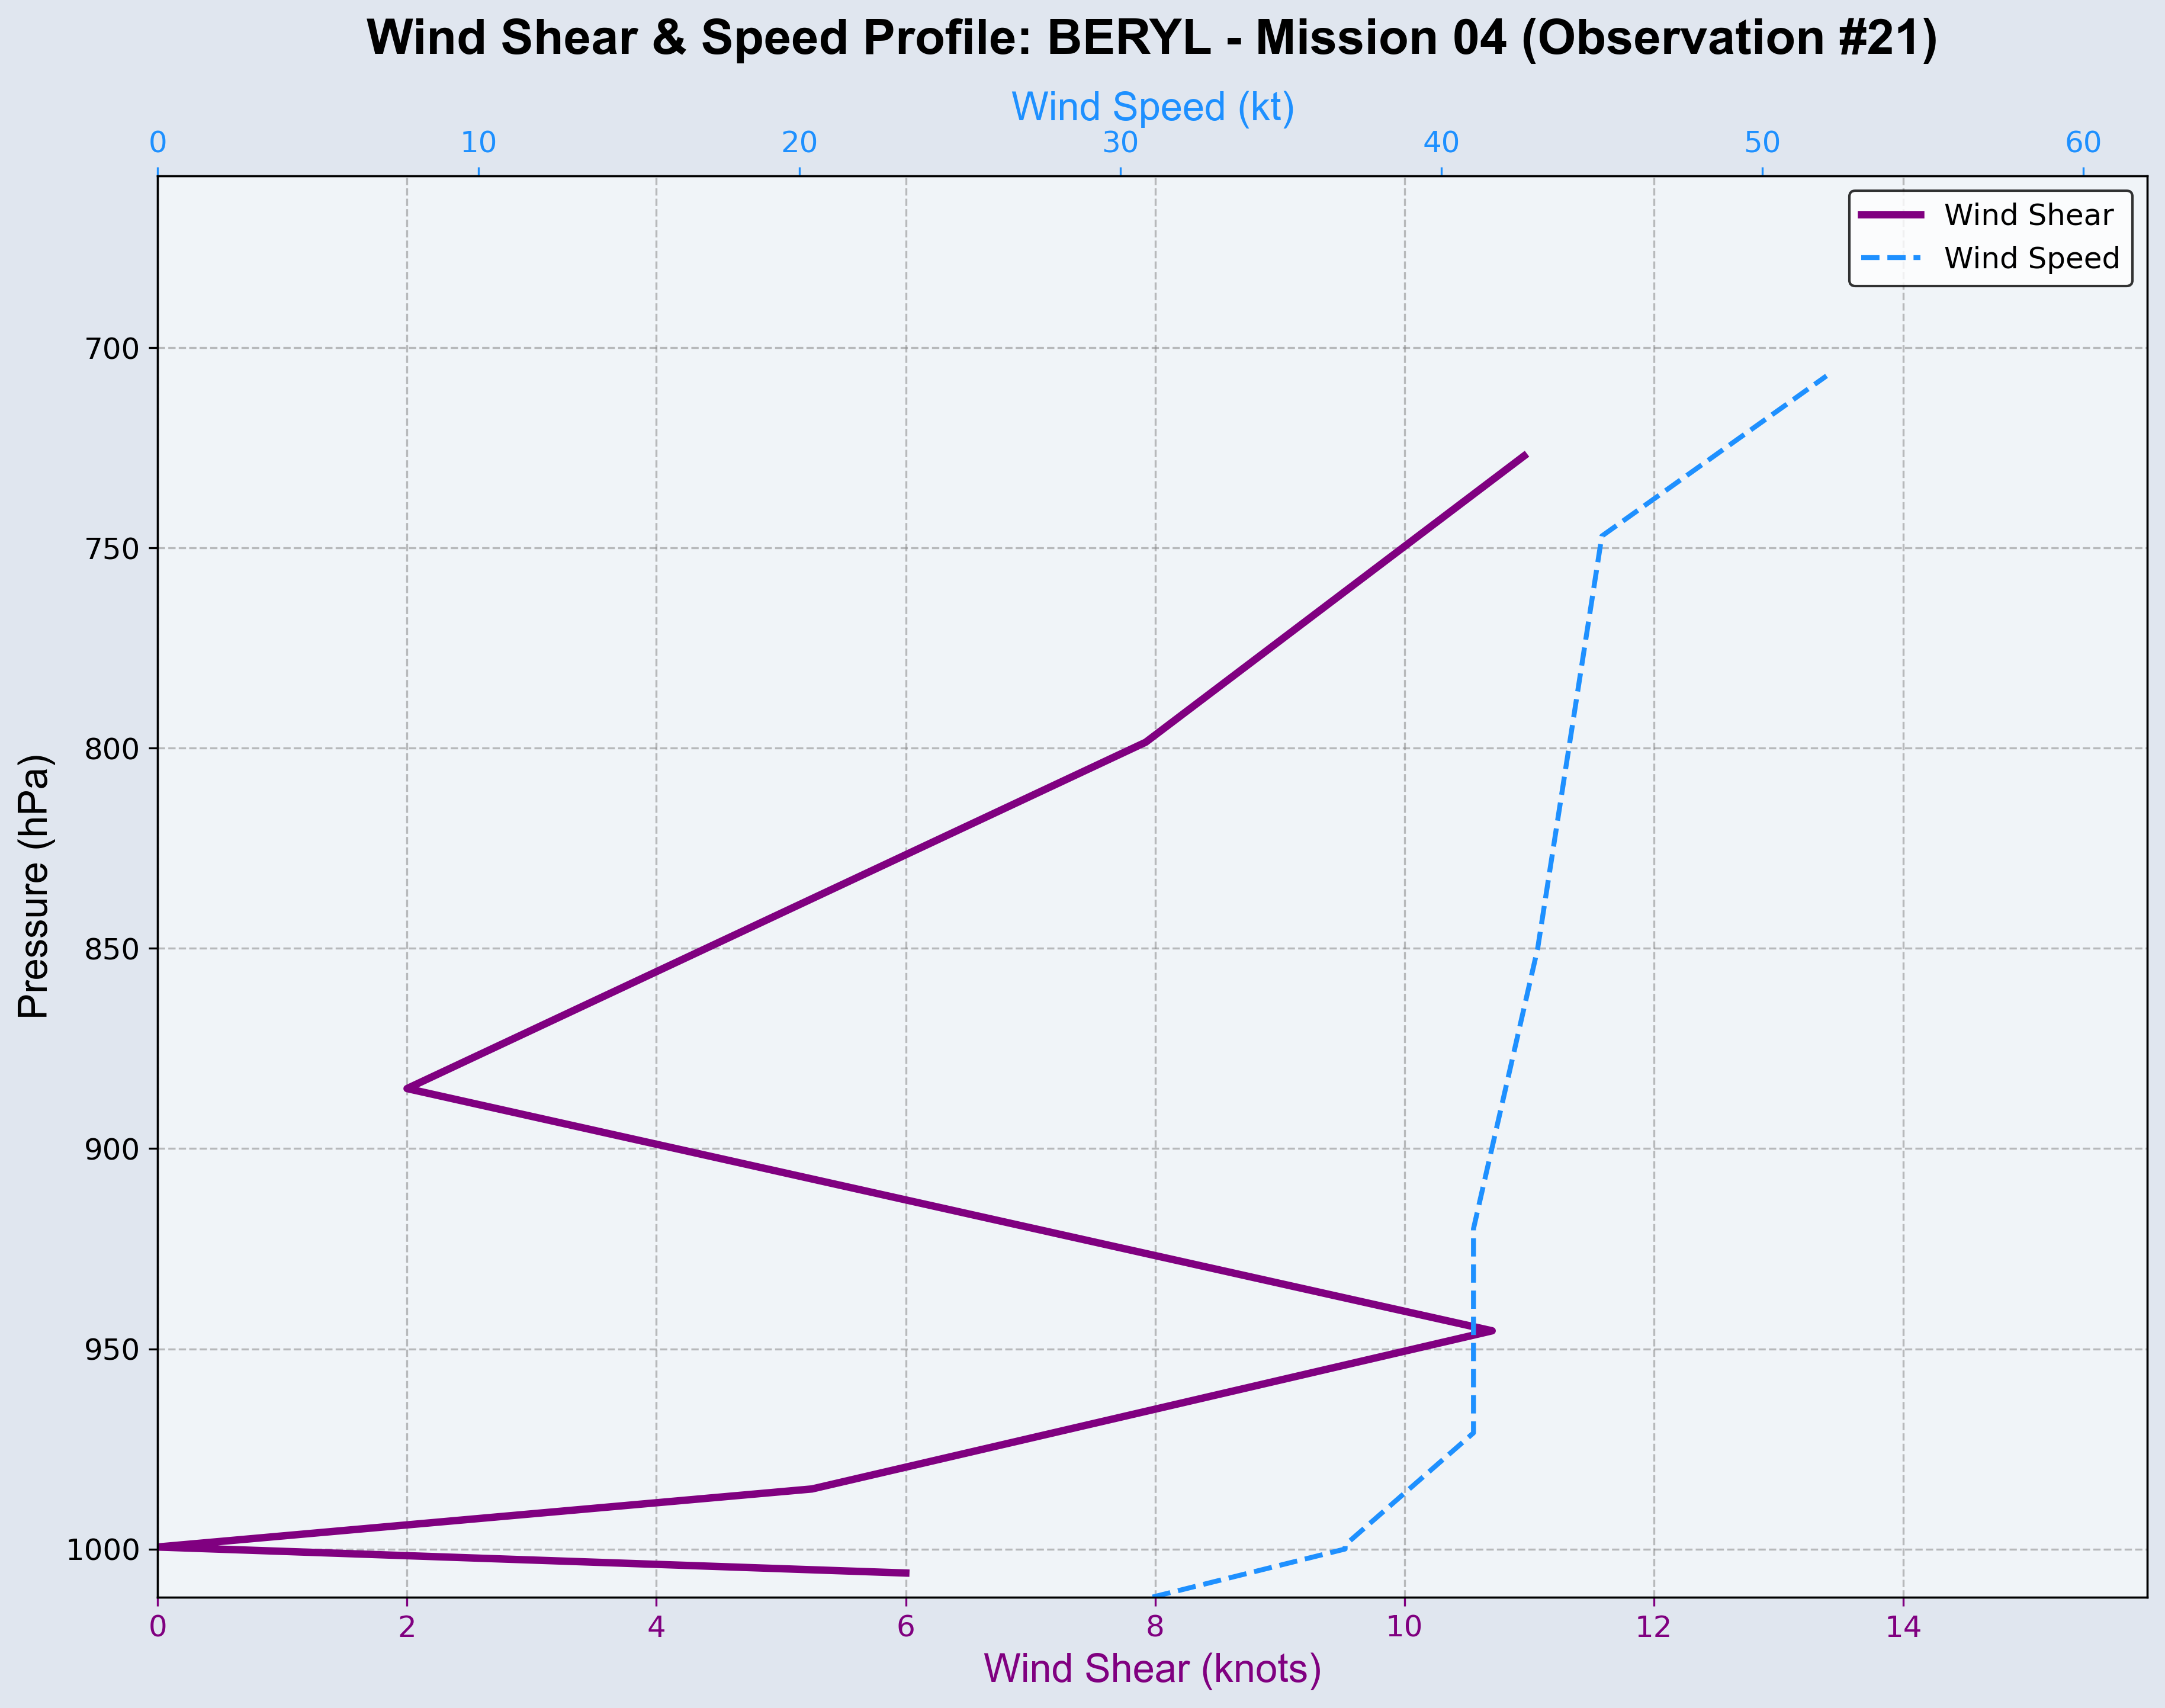 Wind Shear & Speed Profile: BERYL - Mission 04 (Observation #21)
Wind Speed (kt)
0 10 20 30 40 50 60
Wind Shear
Wind Speed
Pressure (hPa)
700
750
800
850
900
950
1000
0 2 4 6 8 10 12 14
Wind Shear (knots)